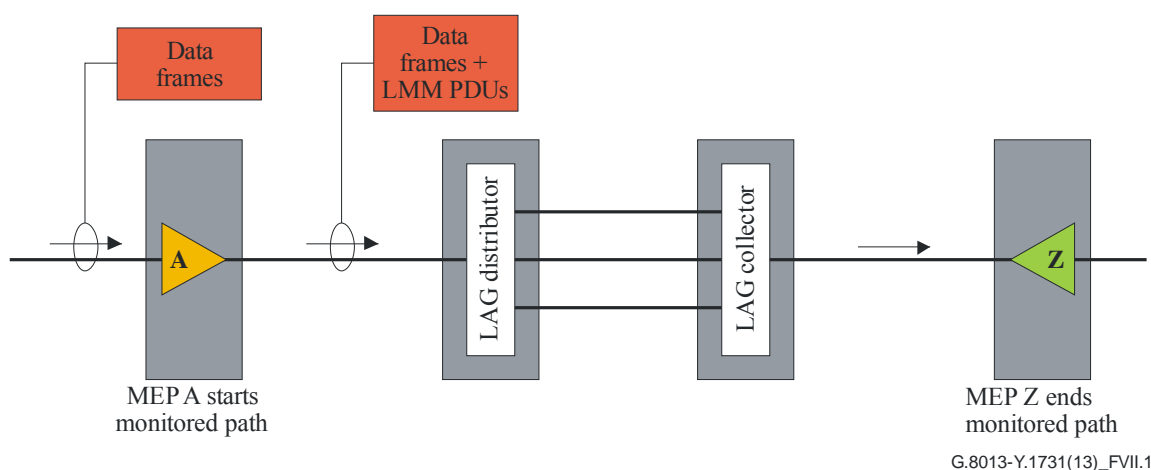 Data
frames
Data
frames +
LMM PDUs
A
LAG distributor
LAG collector
Z
MEP A starts
monitored path
MEP Z ends
monitored path
G.8013-Y.1731(13)_FVII.1